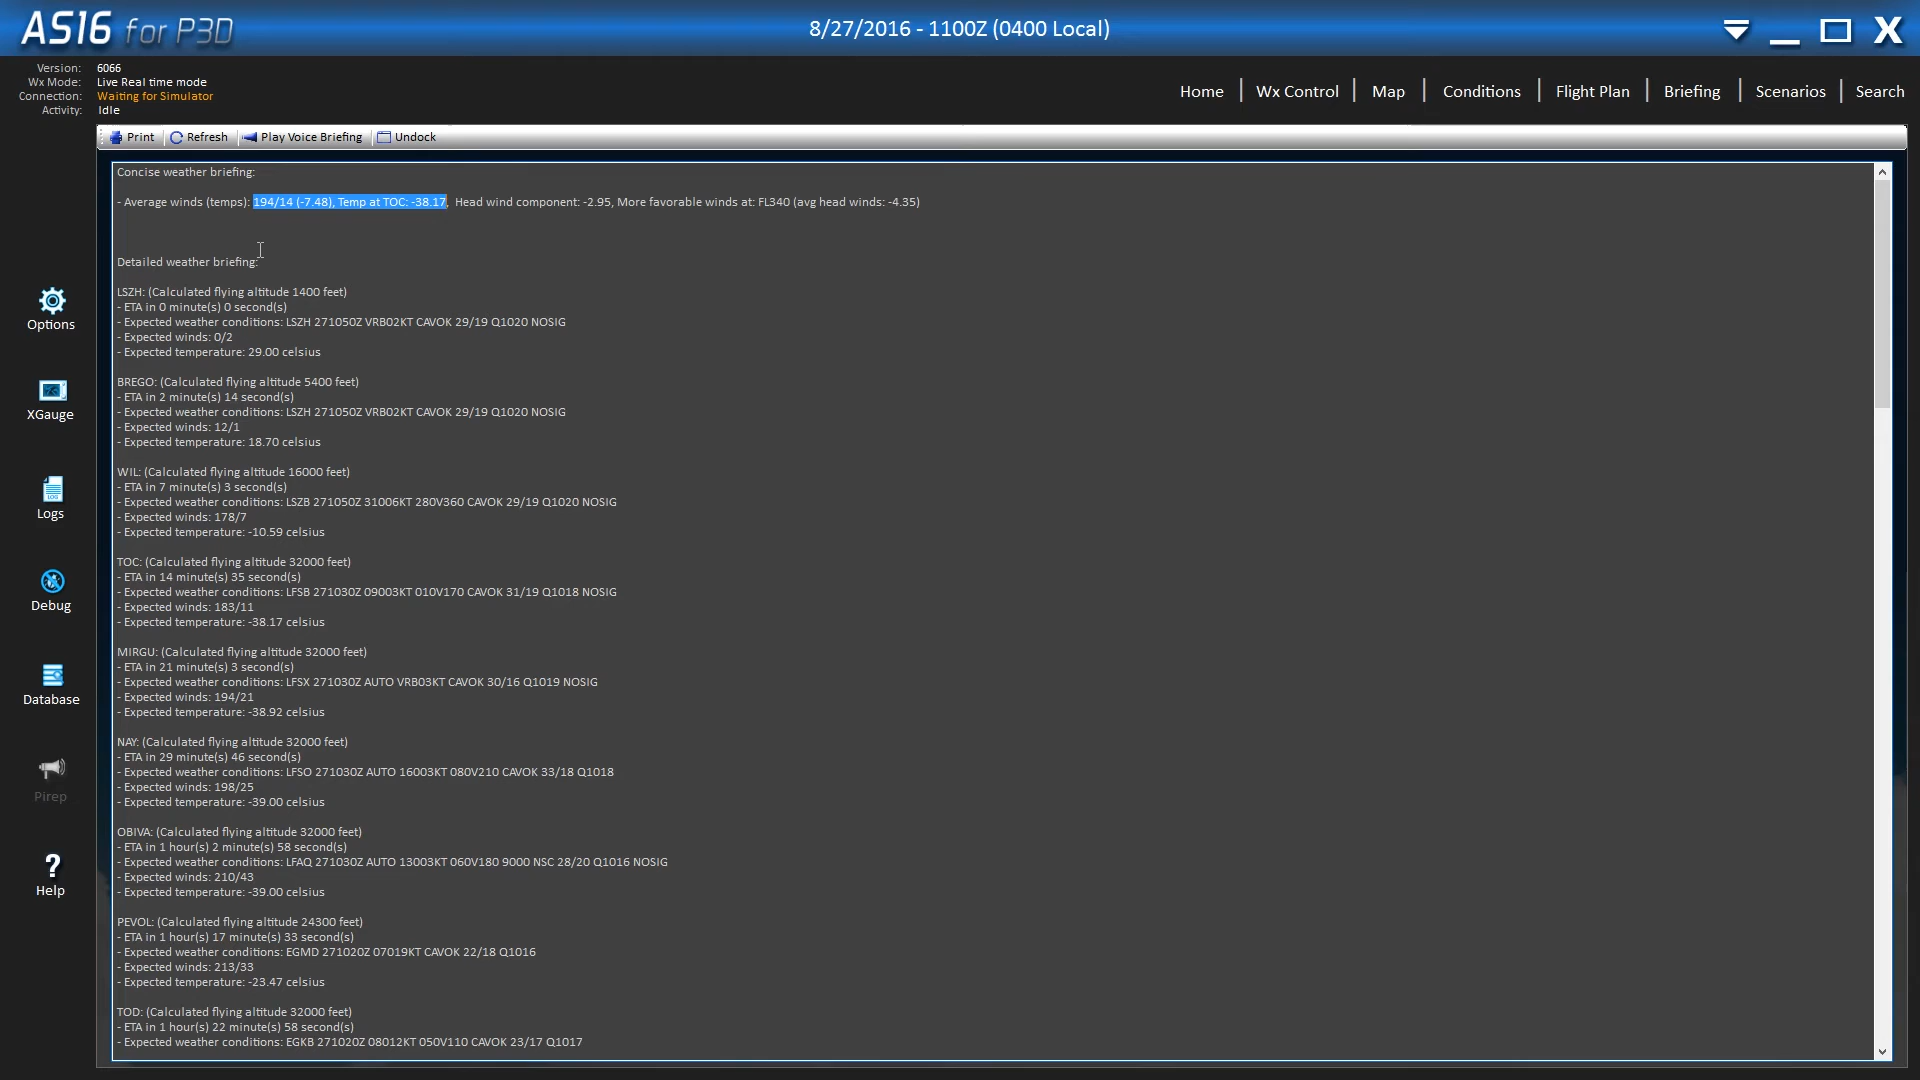 AS16 for P3D
8/27/2016 - 1100Z (0400 Local)
Version: 6066
Wx Mode: Live Real time mode
Connection: Waiting for Simulator
Activity: Idle
Home
Wx Control
Map
Conditions
Flight Plan
Briefing
Scenarios
Search
Print
Refresh
Play Voice Briefing
Undock
Options
XGauge
Logs
Debug
Database
Pirep
Help
Concise weather briefing:
- Average winds (temps): 194/14 (-7.48), Temp at TOC: -38.17, Head wind component: -2.95, More favorable winds at: FL340 (avg head winds: -4.35)
Detailed weather briefing:
LSZH: (Calculated flying altitude 1400 feet)
- ETA in 0 minute(s) 0 second(s)
- Expected weather conditions: LSZH 271050Z VRB02KT CAVOK 29/19 Q1020 NOSIG
- Expected winds: 0/2
- Expected temperature: 29.00 celsius
BREGO: (Calculated flying altitude 5400 feet)
- ETA in 2 minute(s) 14 second(s)
- Expected weather conditions: LSZH 271050Z VRB02KT CAVOK 29/19 Q1020 NOSIG
- Expected winds: 12/1
- Expected temperature: 18.70 celsius
WIL: (Calculated flying altitude 16000 feet)
- ETA in 7 minute(s) 3 second(s)
- Expected weather conditions: LSZB 271050Z 31006KT 280V360 CAVOK 29/19 Q1020 NOSIG
- Expected winds: 178/7
- Expected temperature: -10.59 celsius
TOC: (Calculated flying altitude 32000 feet)
- ETA in 14 minute(s) 35 second(s)
- Expected weather conditions: LFSB 271030Z 09003KT 010V170 CAVOK 31/19 Q1018 NOSIG
- Expected winds: 183/11
- Expected temperature: -38.17 celsius
MIRGU: (Calculated flying altitude 32000 feet)
- ETA in 21 minute(s) 3 second(s)
- Expected weather conditions: LFSX 271030Z AUTO VRB03KT CAVOK 30/16 Q1019 NOSIG
- Expected winds: 194/21
- Expected temperature: -38.92 celsius
NAY: (Calculated flying altitude 32000 feet)
- ETA in 29 minute(s) 46 second(s)
- Expected weather conditions: LFSO 271030Z AUTO 16003KT 080V210 CAVOK 33/18 Q1018
- Expected winds: 198/25
- Expected temperature: -39.00 celsius
OBIVA: (Calculated flying altitude 32000 feet)
- ETA in 1 hour(s) 2 minute(s) 58 second(s)
- Expected weather conditions: LFAQ 271030Z AUTO 13003KT 060V180 9000 NSC 28/20 Q1016 NOSIG
- Expected winds: 210/43
- Expected temperature: -39.00 celsius
PEVOL: (Calculated flying altitude 24300 feet)
- ETA in 1 hour(s) 17 minute(s) 33 second(s)
- Expected weather conditions: EGMD 271020Z 07019KT CAVOK 22/18 Q1016
- Expected winds: 213/33
- Expected temperature: -23.47 celsius
TOD: (Calculated flying altitude 32000 feet)
- ETA in 1 hour(s) 22 minute(s) 58 second(s)
- Expected weather conditions: EGKB 271020Z 08012KT 050V110 CAVOK 23/17 Q1017